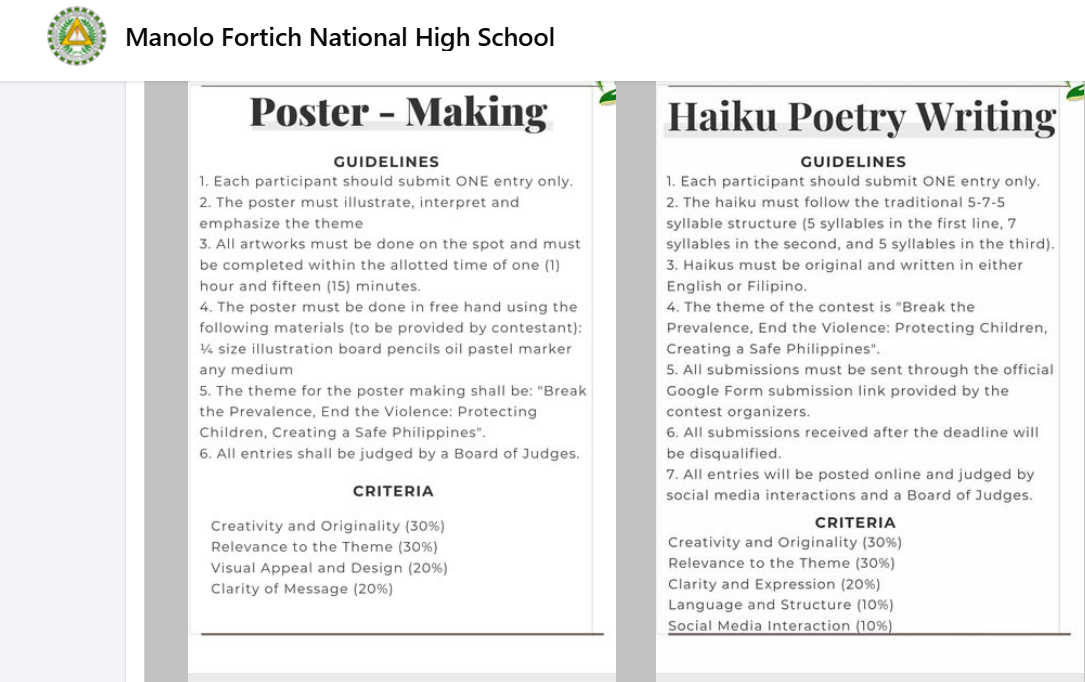 Manolo Fortich National High School
Poster - Making
GUIDELINES
1. Each participant should submit ONE entry only.
2. The poster must illustrate, interpret and
emphasize the theme
3. All artworks must be done on the spot and must
be completed within the allotted time of one (1)
hour and fifteen (15) minutes.
4. The poster must be done in free hand using the
following materials (to be provided by contestant):
¼ size illustration board pencils oil pastel marker
any medium
5. The theme for the poster making shall be: "Break
the Prevalence, End the Violence: Protecting
Children, Creating a Safe Philippines".
6. All entries shall be judged by a Board of Judges.
CRITERIA
Creativity and Originality (30%)
Relevance to the Theme (30%)
Visual Appeal and Design (20%)
Clarity of Message (20%)
Haiku Poetry Writing
GUIDELINES
1. Each participant should submit ONE entry only.
2. The haiku must follow the traditional 5-7-5
syllable structure (5 syllables in the first line, 7
syllables in the second, and 5 syllables in the third).
3. Haikus must be original and written in either
English or Filipino.
4. The theme of the contest is "Break the
Prevalence, End the Violence: Protecting Children,
Creating a Safe Philippines".
5. All submissions must be sent through the official
Google Form submission link provided by the
contest organizers.
6. All submissions received after the deadline will
be disqualified.
7. All entries will be posted online and judged by
social media interactions and a Board of Judges.
CRITERIA
Creativity and Originality (30%)
Relevance to the Theme (30%)
Clarity and Expression (20%)
Language and Structure (10%)
Social Media Interaction (10%)